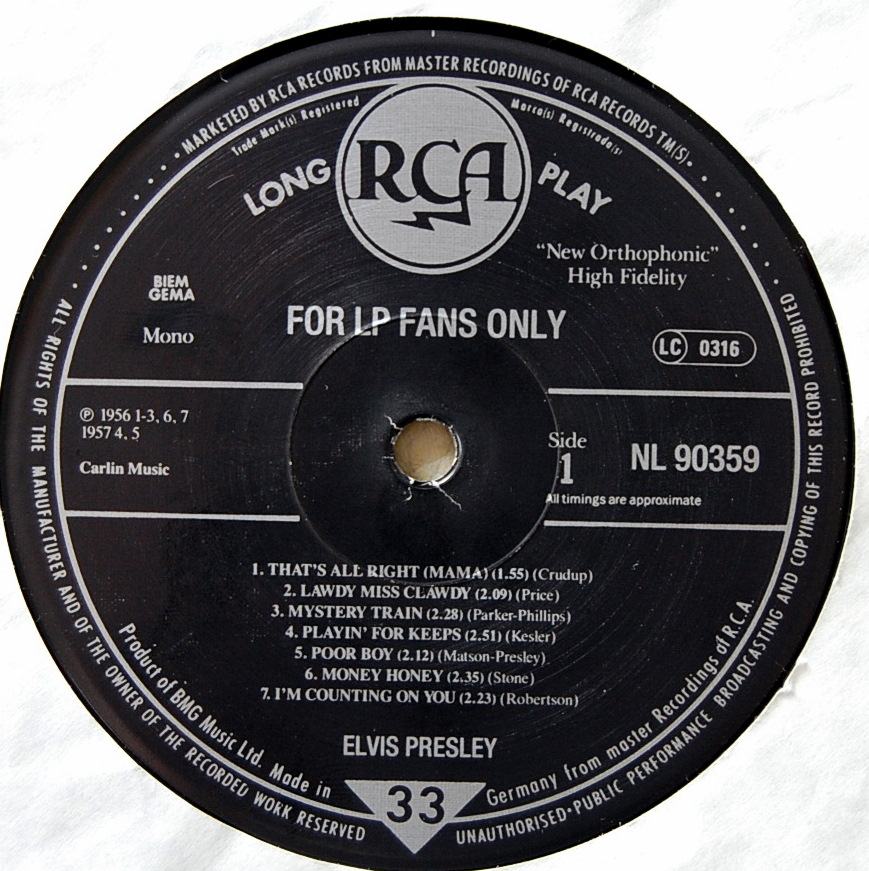 • MARKETED BY RCA RECORDS FROM MASTER RECORDINGS OF RCA RECORDS TM(S) •
Trade Mark(s) Registered
Marca(s) Registrada(s)
LONG RCA PLAY
"New Orthophonic"
High Fidelity
BIEM
GEMA
Mono
FOR LP FANS ONLY
LC 0316
℗ 1956 1-3, 6, 7
1957 4, 5
Carlin Music
Side
1
NL 90359
All timings are approximate
1. THAT'S ALL RIGHT (MAMA) (1.55) (Crudup)
2. LAWDY MISS CLAWDY (2.09) (Price)
3. MYSTERY TRAIN (2.28) (Parker-Phillips)
4. PLAYIN' FOR KEEPS (2.51) (Kesler)
5. POOR BOY (2.12) (Matson-Presley)
6. MONEY HONEY (2.35) (Stone)
7. I'M COUNTING ON YOU (2.23) (Robertson)
ELVIS PRESLEY
Product of BMG Music Ltd. Made in Germany from master Recordings of R.C.A.
33
• ALL RIGHTS OF THE MANUFACTURER AND OF THE OWNER OF THE RECORDED WORK RESERVED
UNAUTHORISED•PUBLIC PERFORMANCE BROADCASTING AND COPYING OF THIS RECORD PROHIBITED •